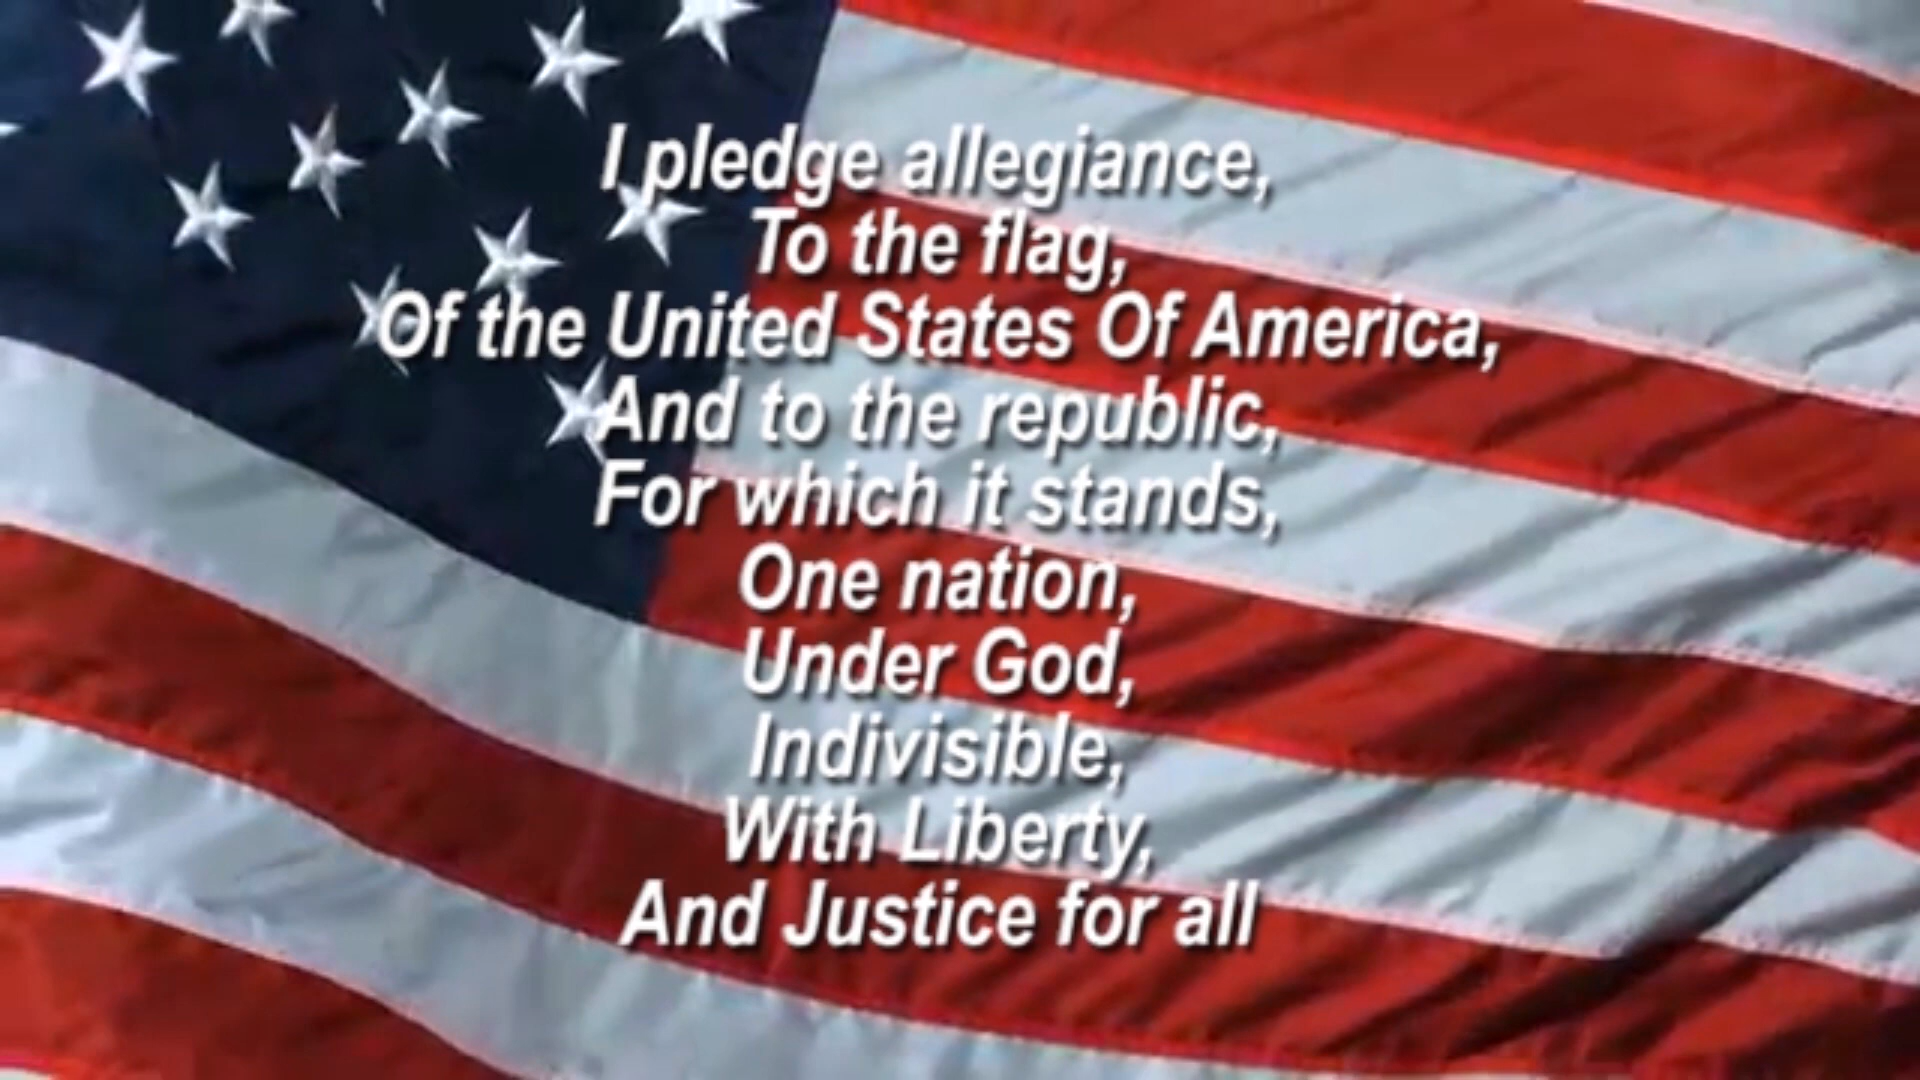 I pledge allegiance,
To the flag,
Of the United States Of America,
And to the republic,
For which it stands,
One nation,
Under God,
Indivisible,
With Liberty,
And Justice for all